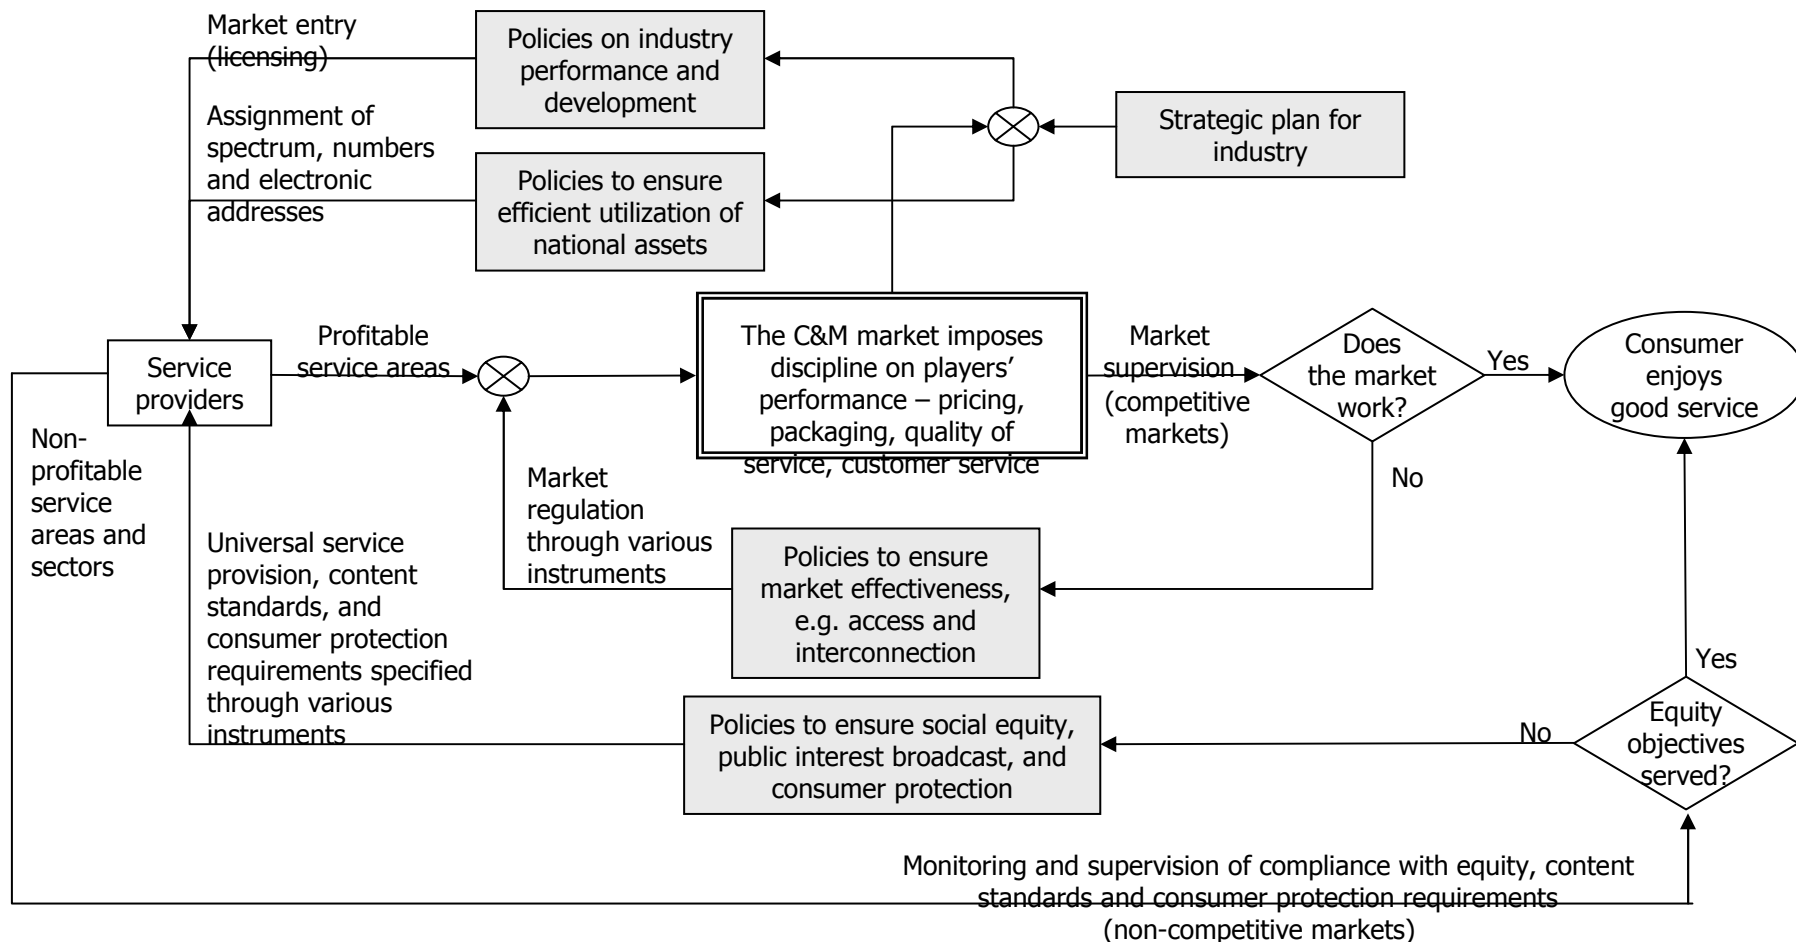 Market entry
(licensing)
Policies on industry
performance and
development
Assignment of
spectrum, numbers
and electronic
addresses
Strategic plan for
industry
Policies to ensure
efficient utilization of
national assets
Service
providers
Profitable
service areas
The C&M market imposes
discipline on players’
performance – pricing,
packaging, quality of
service, customer service
Market
supervision
(competitive
markets)
Does
the market
work?
Yes
Consumer
enjoys
good service
No
Non-
profitable
service
areas and
sectors
Market
regulation
through various
instruments
Policies to ensure
market effectiveness,
e.g. access and
interconnection
Universal service
provision, content
standards, and
consumer protection
requirements specified
through various
instruments
Policies to ensure social equity,
public interest broadcast, and
consumer protection
No
Yes
Equity
objectives
served?
Monitoring and supervision of compliance with equity, content
standards and consumer protection requirements
(non-competitive markets)